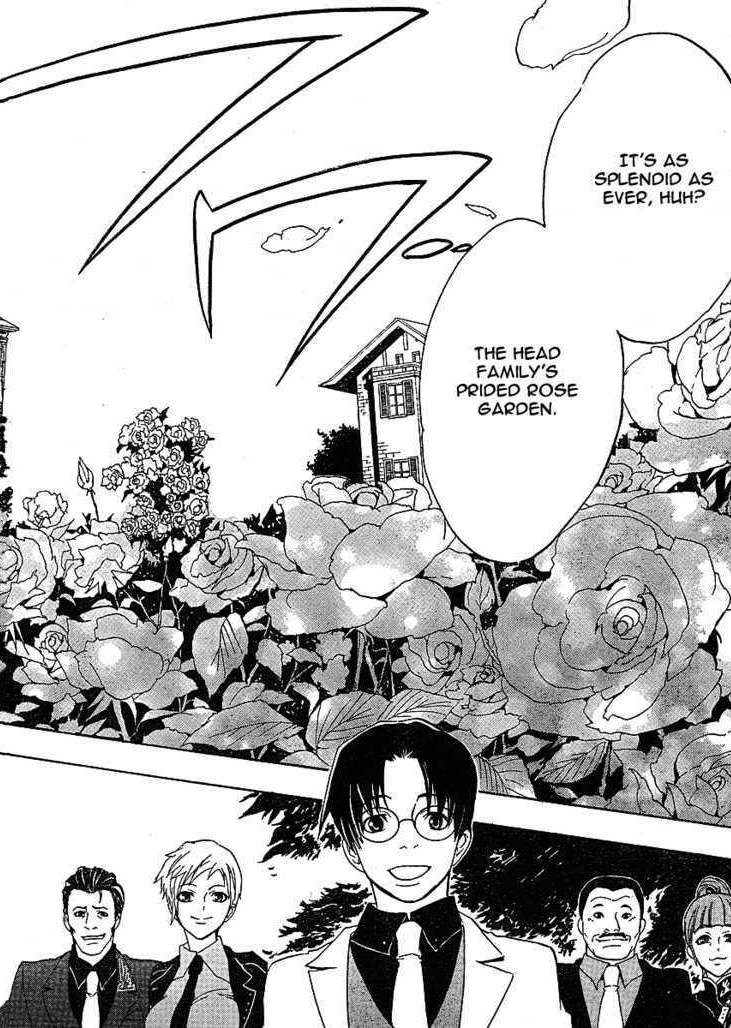 IT'S AS
SPLENDID AS
EVER, HUH?
THE HEAD
FAMILY'S
PRIDED ROSE
GARDEN.